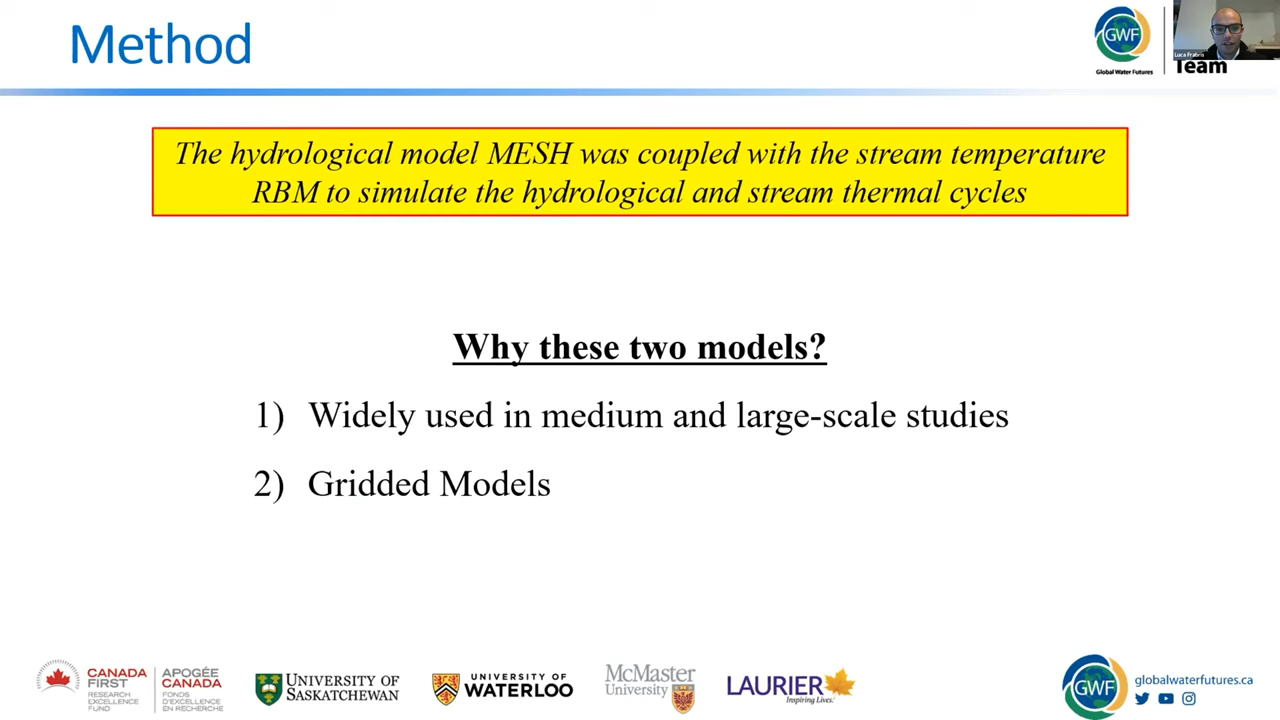 Method
GWF
Global Water Futures
Team
The hydrological model MESH was coupled with the stream temperature
RBM to simulate the hydrological and stream thermal cycles
Why these two models?
1) Widely used in medium and large-scale studies
2) Gridded Models
CANADA
FIRST
RESEARCH
EXCELLENCE
FUND
APOGÉE
CANADA
FONDS
D'EXCELLENCE
EN RECHERCHE
UNIVERSITY OF
SASKATCHEWAN
UNIVERSITY OF
WATERLOO
McMaster
University
LAURIER
Inspiring Lives.
GWF
globalwaterfutures.ca